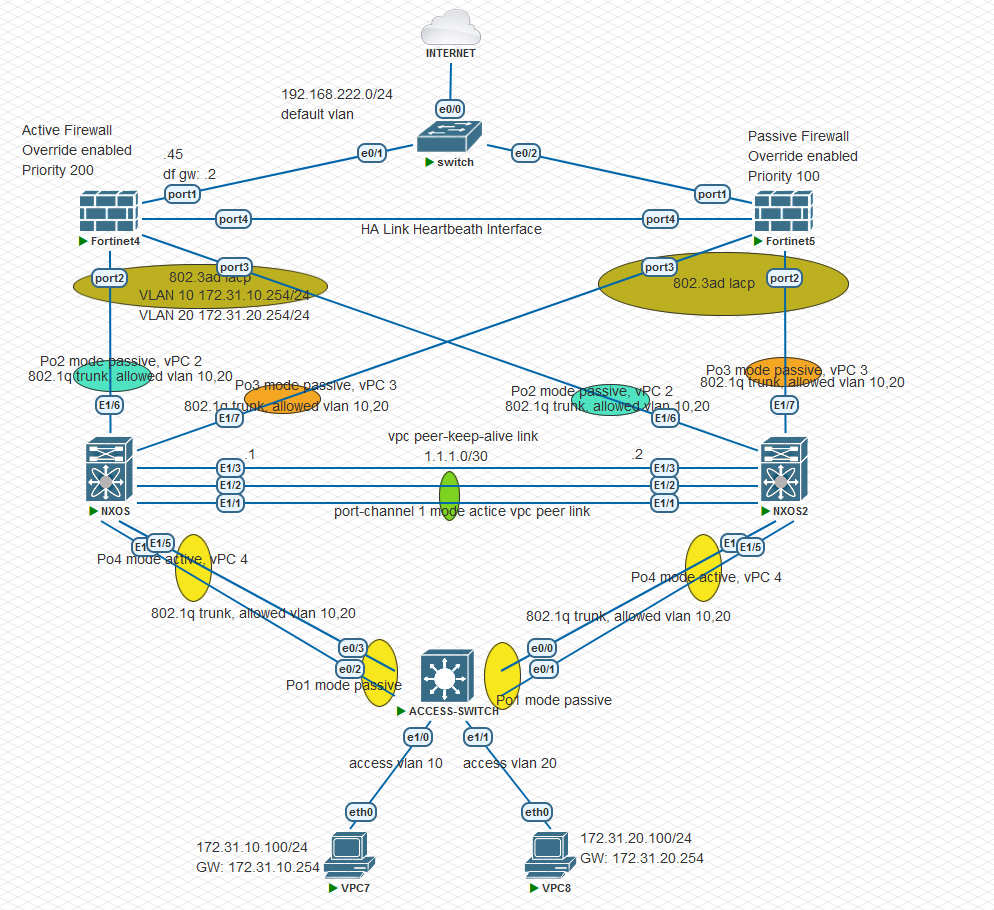 INTERNET
192.168.222.0/24
default vlan
e0/0
Active Firewall
Override enabled
Priority 200
.45
df gw: .2
e0/1
switch
e0/2
Passive Firewall
Override enabled
Priority 100
port1
port1
port4
port4
HA Link Heartbeath Interface
Fortinet4
Fortinet5
port2
port3
802.3ad lacp
VLAN 10 172.31.10.254/24
VLAN 20 172.31.20.254/24
port3
802.3ad lacp
port2
Po2 mode passive, vPC 2
802.1q trunk, allowed vlan 10,20
Po3 mode passive, vPC 3
802.1q trunk, allowed vlan 10,20
Po2 mode passive, vPC 2
802.1q trunk, allowed vlan 10,20
Po3 mode passive, vPC 3
802.1q trunk, allowed vlan 10,20
E1/6
E1/7
E1/6
E1/7
vpc peer-keep-alive link
1.1.1.0/30
.1
.2
E1/3
E1/3
E1/2
E1/2
E1/1
E1/1
port-channel 1 mode actice vpc peer link
NXOS
NXOS2
E1
E1/5
E1
E1/5
Po4 mode active, vPC 4
Po4 mode active, vPC 4
802.1q trunk, allowed vlan 10,20
802.1q trunk, allowed vlan 10,20
e0/3
e0/2
e0/0
e0/1
Po1 mode passive
Po1 mode passive
ACCESS-SWITCH
e1/0
e1/1
access vlan 10
access vlan 20
eth0
eth0
172.31.10.100/24
GW: 172.31.10.254
172.31.20.100/24
GW: 172.31.20.254
VPC7
VPC8